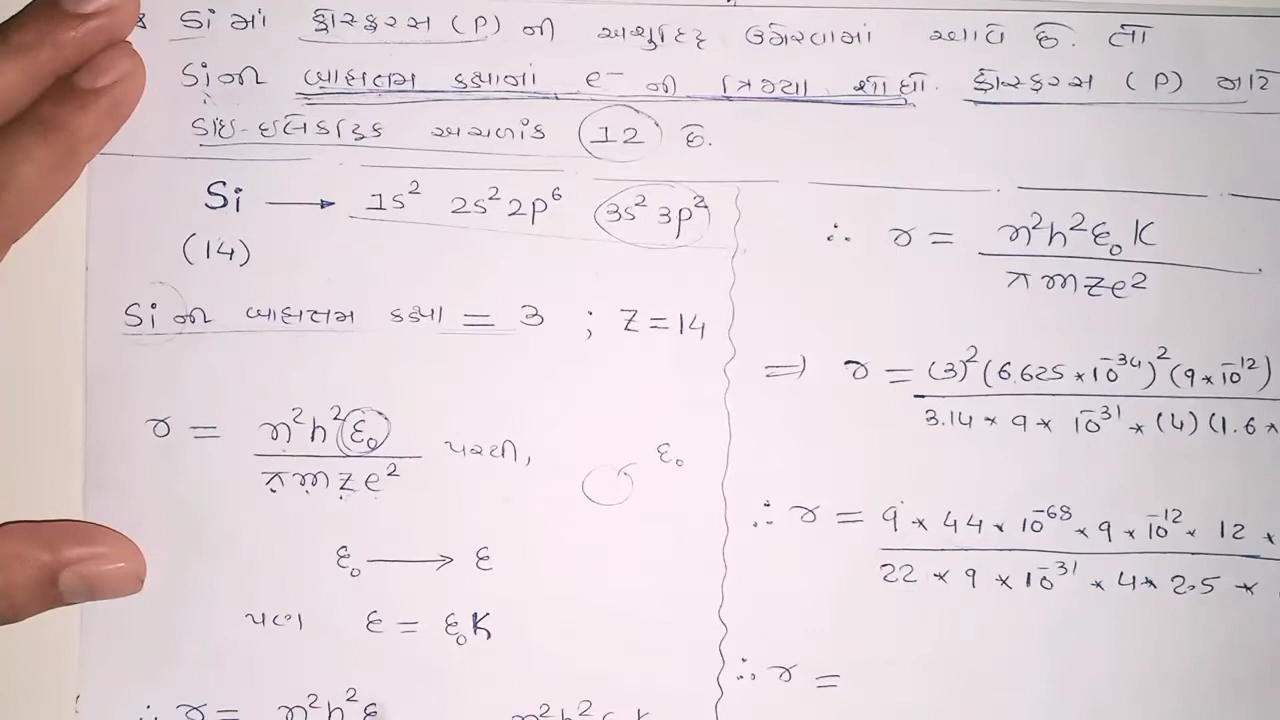 Si માં ફોસ્ફરસ (P) ની અશુદ્ધિ ઉમેરવામાં આવે છે. તો
Si ના બાહ્યતમ કક્ષાનાં e⁻ ની ત્રિજ્યા શોધો. ફોસ્ફરસ (P) માટે
ડાઇ-ઇલેક્ટ્રિક અચળાંક 12 છે.
Si → 1s² 2s² 2p⁶ 3s² 3p²
(14)
Si ના બાહ્યતમ કક્ષા = 3 ; Z = 14
r = n²h²ε₀ / πmze² પરથી,
ε₀
ε₀ → ε
પણ ε = ε₀K
∴ r = n²h²ε
∴ r = n²h²ε₀K / πmze²
⇒ r = (3)²(6.625 × 10⁻³⁴)²(9 × 10⁻¹²) / 3.14 × 9 × 10⁻³¹ × (4)(1.6 ×
∴ r = 9 × 44 × 10⁻⁶⁸ × 9 × 10⁻¹² × 12 × / 22 × 9 × 10⁻³¹ × 4 × 2.5 ×
∴ r =